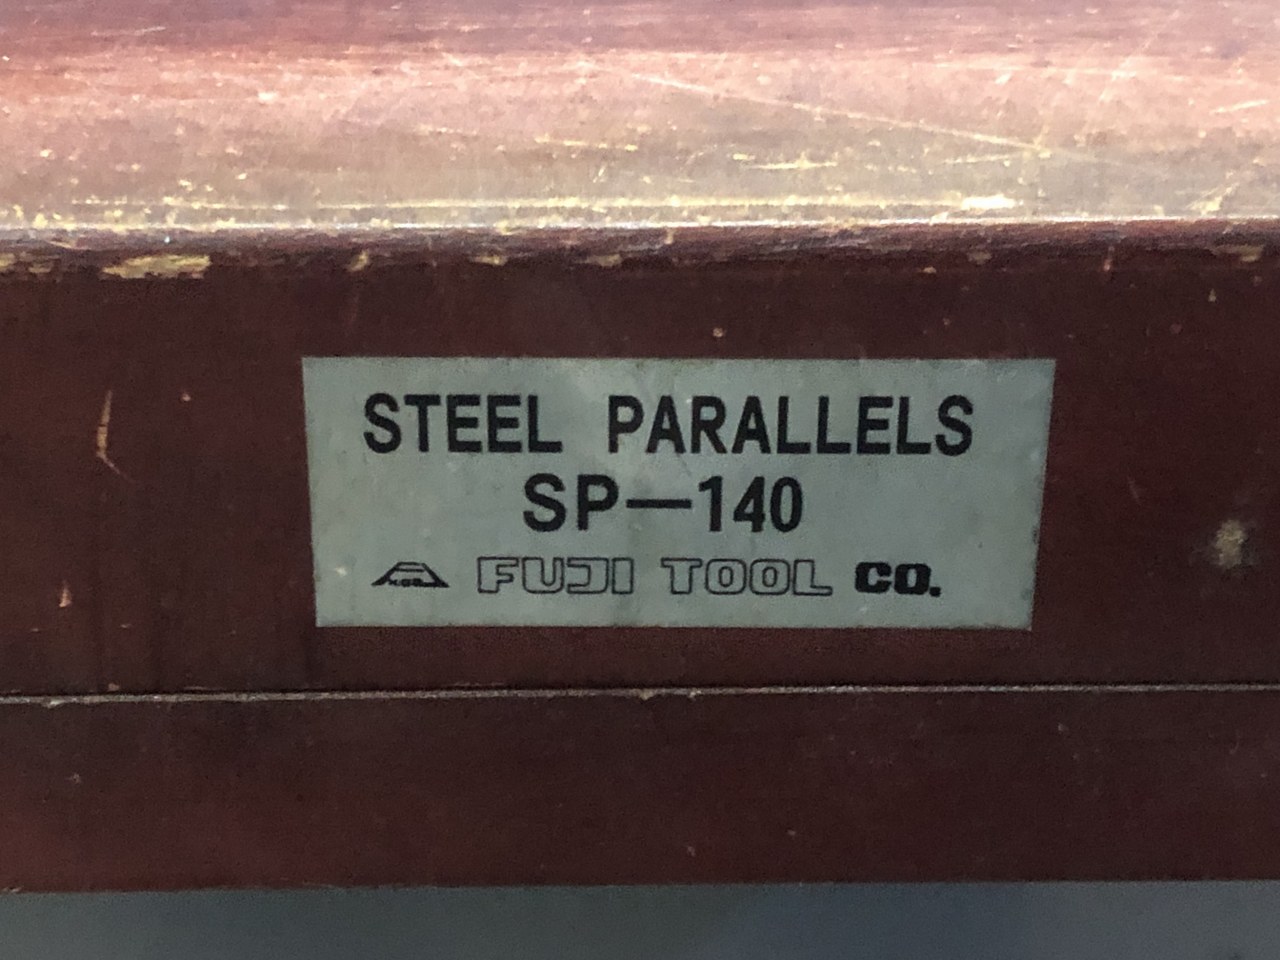 STEEL PARALLELS
SP—140
FUJI TOOL CO.